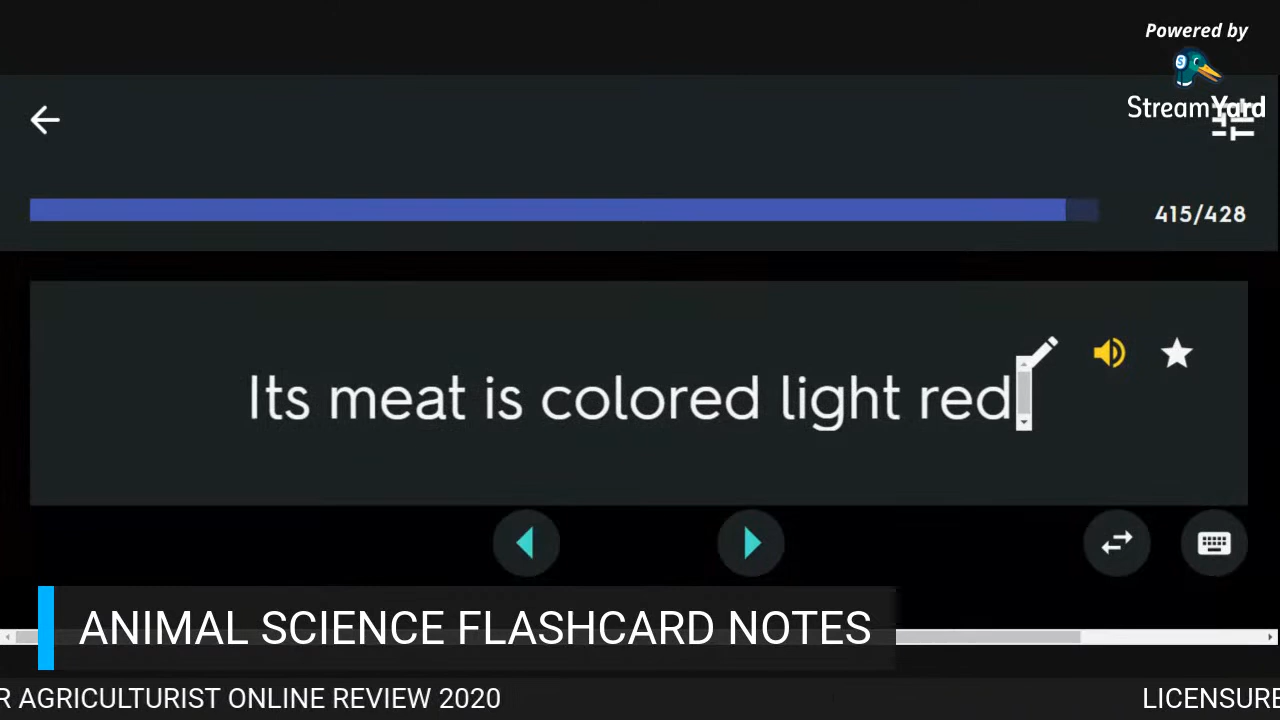 Powered by
StreamYard
415/428
Its meat is colored light red
ANIMAL SCIENCE FLASHCARD NOTES
R AGRICULTURIST ONLINE REVIEW 2020
LICENSURE